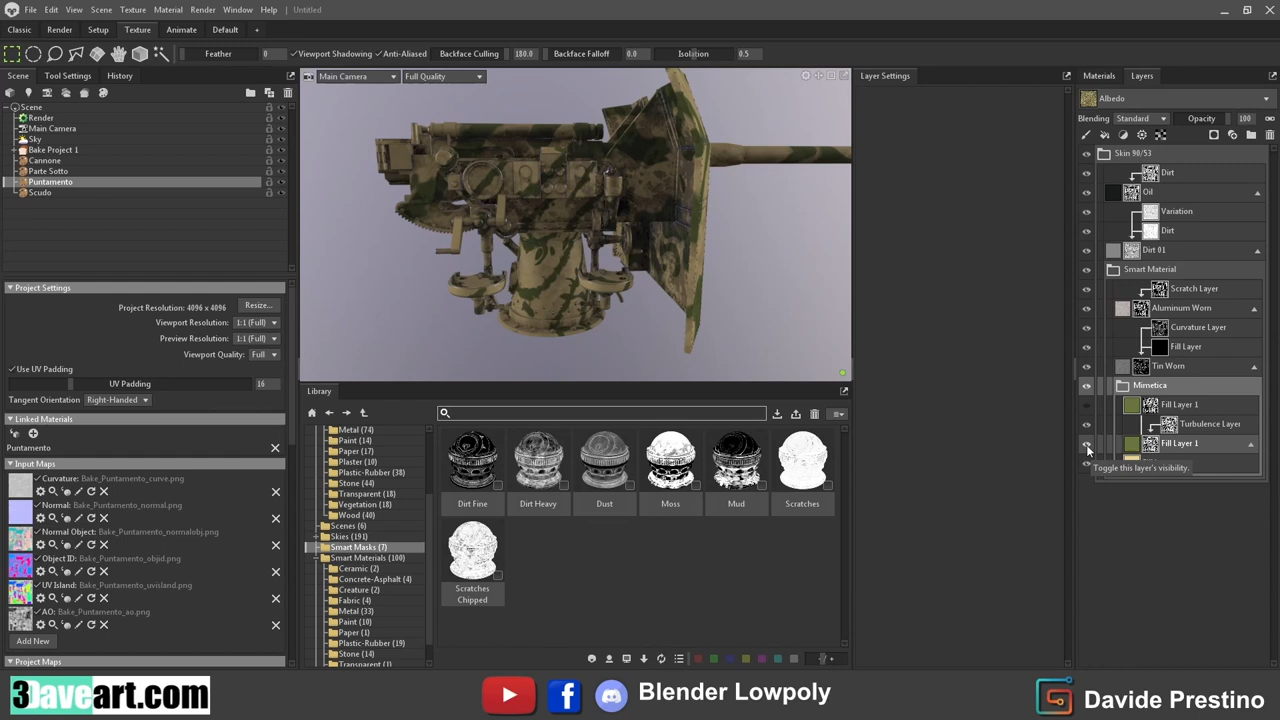 File Edit View Scene Texture Material Render Window Help Untitled
Classic Render Setup Texture Animate Default +
Feather 0 Viewport Shadowing Anti-Aliased Backface Culling 180.0 Backface Falloff 0.0 Isolation 0.5
Scene Tool Settings History
Main Camera Full Quality
Layer Settings
Materials Layers
Scene
Render
Main Camera
Sky
Bake Project 1
Cannone
Parte Sotto
Puntamento
Scudo
Albedo
Blending Standard Opacity 100
Skin 90/53
Dirt
Oil
Variation
Dirt
Dirt 01
Smart Material
Scratch Layer
Aluminum Worn
Curvature Layer
Fill Layer
Tin Worn
Mimetica
Fill Layer 1
Turbulence Layer
Fill Layer 1
Toggle this layer's visibility.
Project Settings
Project Resolution: 4096 x 4096 Resize...
Viewport Resolution: 1:1 (Full)
Preview Resolution: 1:1 (Full)
Viewport Quality: Full
Use UV Padding
UV Padding 16
Tangent Orientation Right-Handed
Linked Materials
Puntamento
Input Maps
Curvature: Bake_Puntamento_curve.png
Normal: Bake_Puntamento_normal.png
Normal Object: Bake_Puntamento_normalobj.png
Object ID: Bake_Puntamento_objid.png
UV Island: Bake_Puntamento_uvisland.png
AO: Bake_Puntamento_ao.png
Add New
Project Maps
Library
Metal (74)
Paint (14)
Paper (17)
Plaster (10)
Plastic-Rubber (38)
Stone (44)
Transparent (18)
Vegetation (18)
Wood (40)
Scenes (6)
Skies (191)
Smart Masks (7)
Smart Materials (100)
Ceramic (2)
Concrete-Asphalt (4)
Creature (2)
Fabric (4)
Metal (33)
Paint (10)
Paper (1)
Plastic-Rubber (19)
Stone (14)
Transparent (1)
Dirt Fine Dirt Heavy Dust Moss Mud Scratches
Scratches
Chipped
3Daveart.com
Blender Lowpoly
Davide Prestino